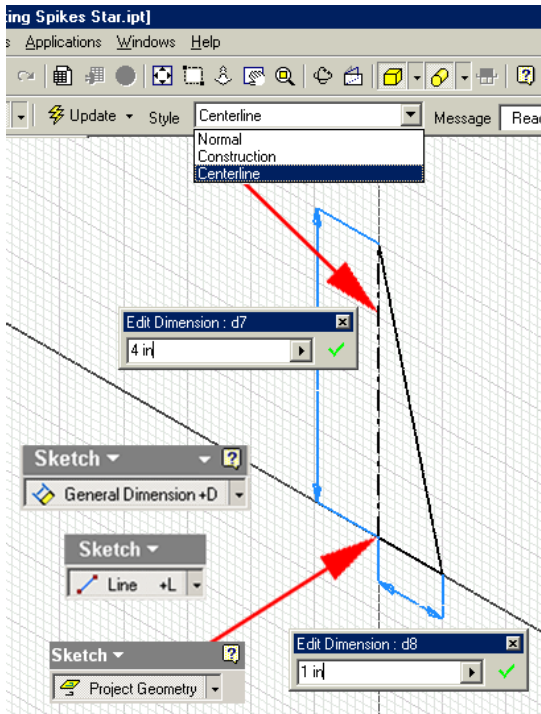 ing Spikes Star.ipt]
s Applications Windows Help
Update Style Centerline Message Read
Normal
Construction
Centerline
Edit Dimension : d7
4 in
Sketch
General Dimension +D
Sketch
Line +L
Sketch
Project Geometry
Edit Dimension : d8
1 in